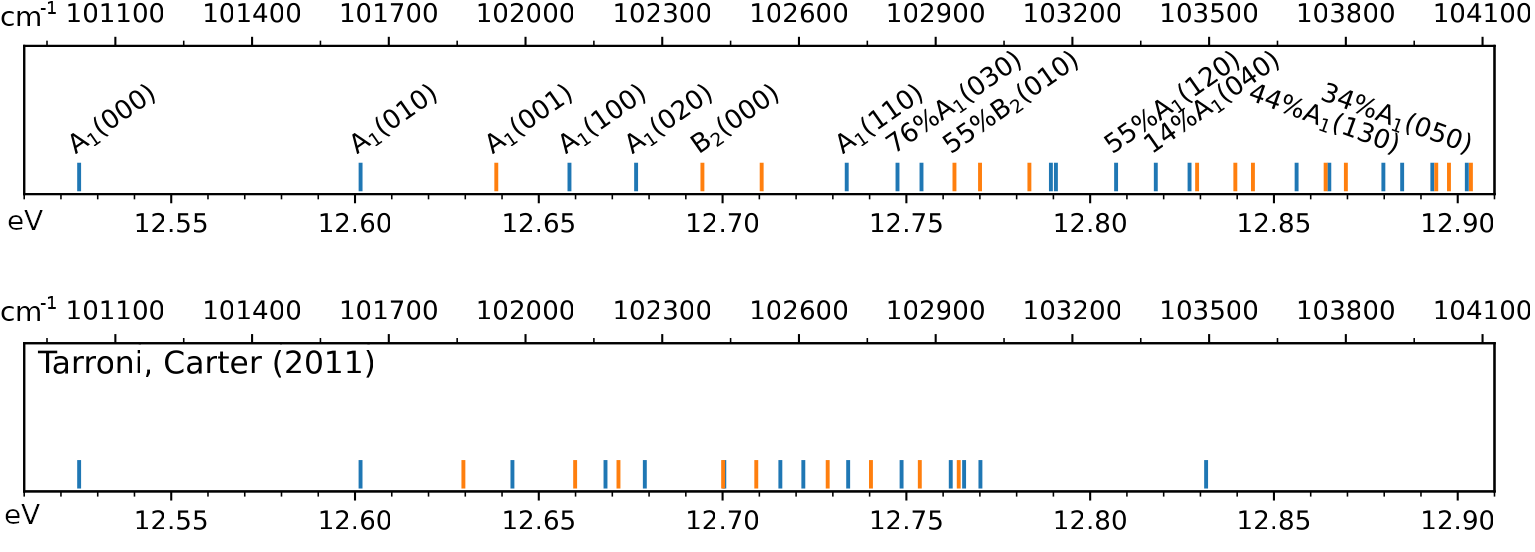 cm⁻¹ 101100 101400 101700 102000 102300 102600 102900 103200 103500 103800 104100
A₁(000) A₁(010) A₁(001) A₁(100) A₁(020) B₂(000) A₁(110) 76%A₁(030) 55%B₂(010) 55%A₁(120) 14%A₁(040) 44%A₁(130) 34%A₁(050)
eV 12.55 12.60 12.65 12.70 12.75 12.80 12.85 12.90
cm⁻¹ 101100 101400 101700 102000 102300 102600 102900 103200 103500 103800 104100
Tarroni, Carter (2011)
eV 12.55 12.60 12.65 12.70 12.75 12.80 12.85 12.90